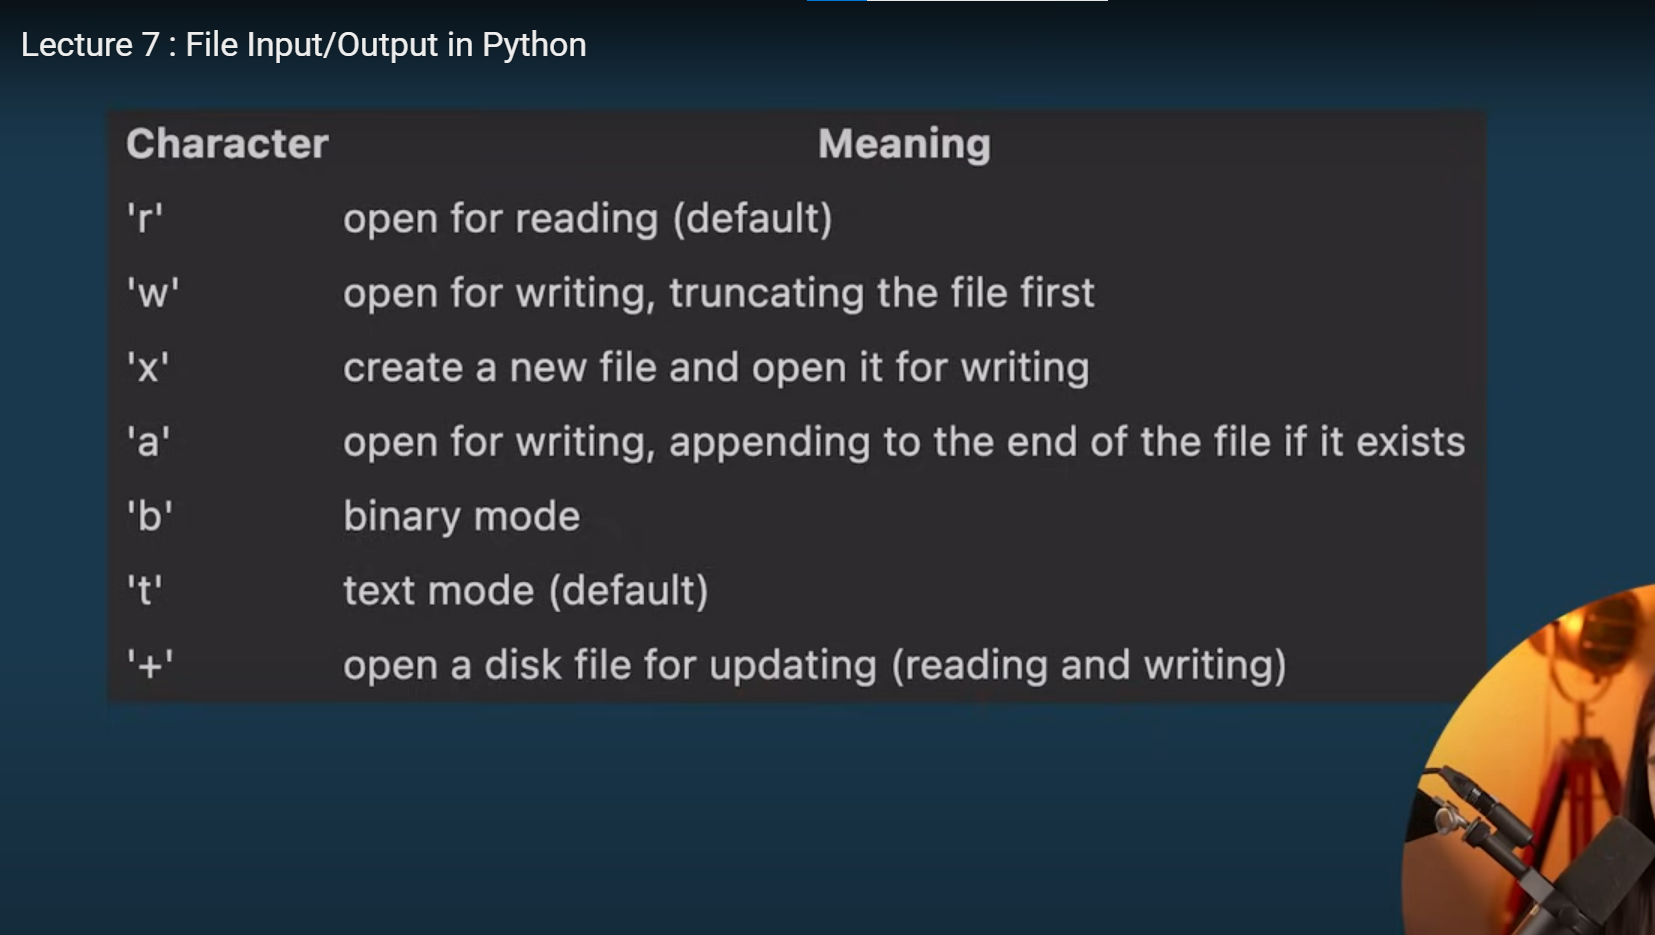 Lecture 7 : File Input/Output in Python
Character Meaning
'r' open for reading (default)
'w' open for writing, truncating the file first
'x' create a new file and open it for writing
'a' open for writing, appending to the end of the file if it exists
'b' binary mode
't' text mode (default)
'+' open a disk file for updating (reading and writing)